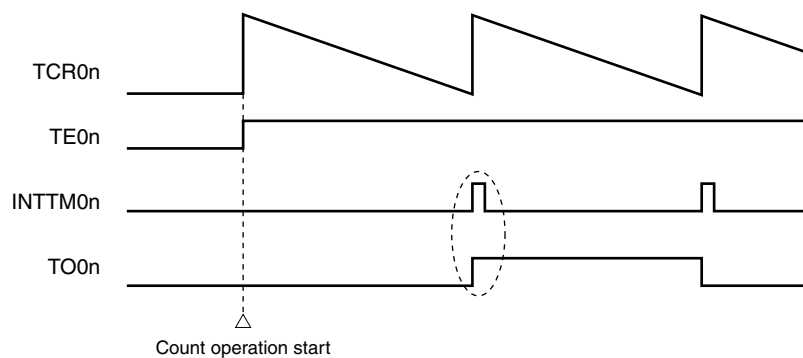 TCR0n
TE0n
INTTM0n
TO0n
Count operation start